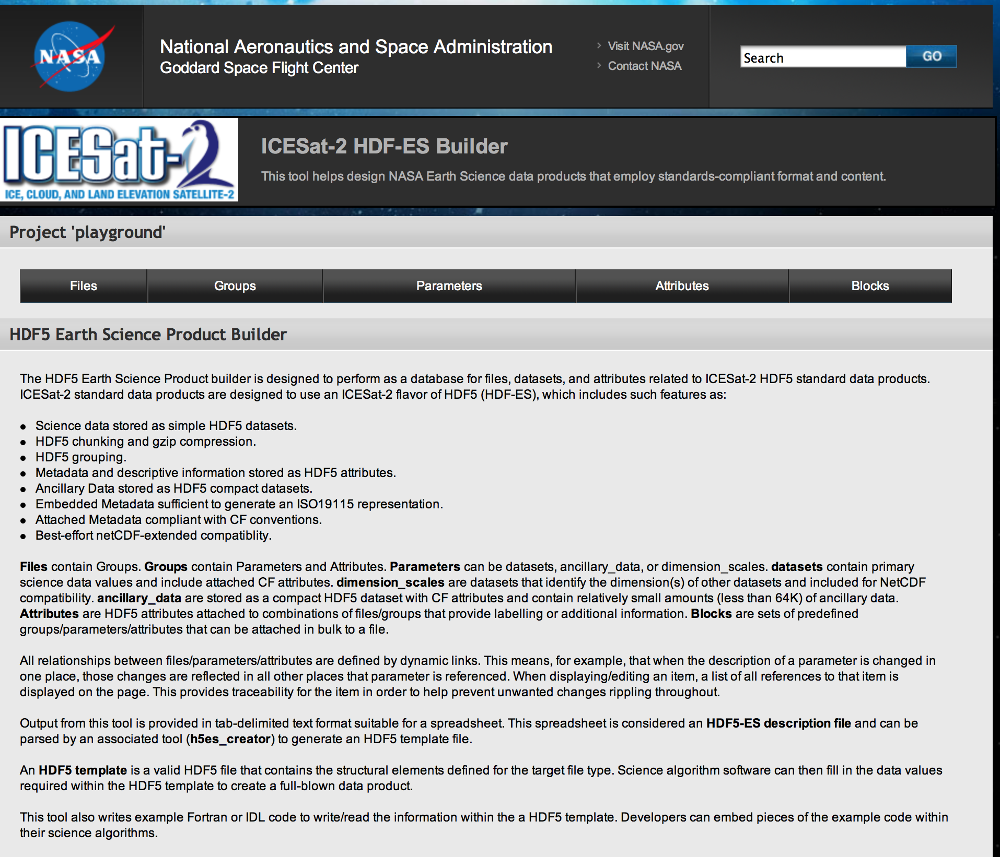 NASA
National Aeronautics and Space Administration
Goddard Space Flight Center
Visit NASA.gov
Contact NASA
Search
GO
ICESat-2
ICE, CLOUD, AND LAND ELEVATION SATELLITE-2
ICESat-2 HDF-ES Builder
This tool helps design NASA Earth Science data products that employ standards-compliant format and content.
Project 'playground'
Files
Groups
Parameters
Attributes
Blocks
HDF5 Earth Science Product Builder
The HDF5 Earth Science Product builder is designed to perform as a database for files, datasets, and attributes related to ICESat-2 HDF5 standard data products.
ICESat-2 standard data products are designed to use an ICESat-2 flavor of HDF5 (HDF-ES), which includes such features as:
● Science data stored as simple HDF5 datasets.
● HDF5 chunking and gzip compression.
● HDF5 grouping.
● Metadata and descriptive information stored as HDF5 attributes.
● Ancillary Data stored as HDF5 compact datasets.
● Embedded Metadata sufficient to generate an ISO19115 representation.
● Attached Metadata compliant with CF conventions.
● Best-effort netCDF-extended compatiblity.
Files contain Groups. Groups contain Parameters and Attributes. Parameters can be datasets, ancillary_data, or dimension_scales. datasets contain primary
science data values and include attached CF attributes. dimension_scales are datasets that identify the dimension(s) of other datasets and included for NetCDF
compatibility. ancillary_data are stored as a compact HDF5 dataset with CF attributes and contain relatively small amounts (less than 64K) of ancillary data.
Attributes are HDF5 attributes attached to combinations of files/groups that provide labelling or additional information. Blocks are sets of predefined
groups/parameters/attributes that can be attached in bulk to a file.
All relationships between files/parameters/attributes are defined by dynamic links. This means, for example, that when the description of a parameter is changed in
one place, those changes are reflected in all other places that parameter is referenced. When displaying/editing an item, a list of all references to that item is
displayed on the page. This provides traceability for the item in order to help prevent unwanted changes rippling throughout.
Output from this tool is provided in tab-delimited text format suitable for a spreadsheet. This spreadsheet is considered an HDF5-ES description file and can be
parsed by an associated tool (h5es_creator) to generate an HDF5 template file.
An HDF5 template is a valid HDF5 file that contains the structural elements defined for the target file type. Science algorithm software can then fill in the data values
required within the HDF5 template to create a full-blown data product.
This tool also writes example Fortran or IDL code to write/read the information within the a HDF5 template. Developers can embed pieces of the example code within
their science algorithms.